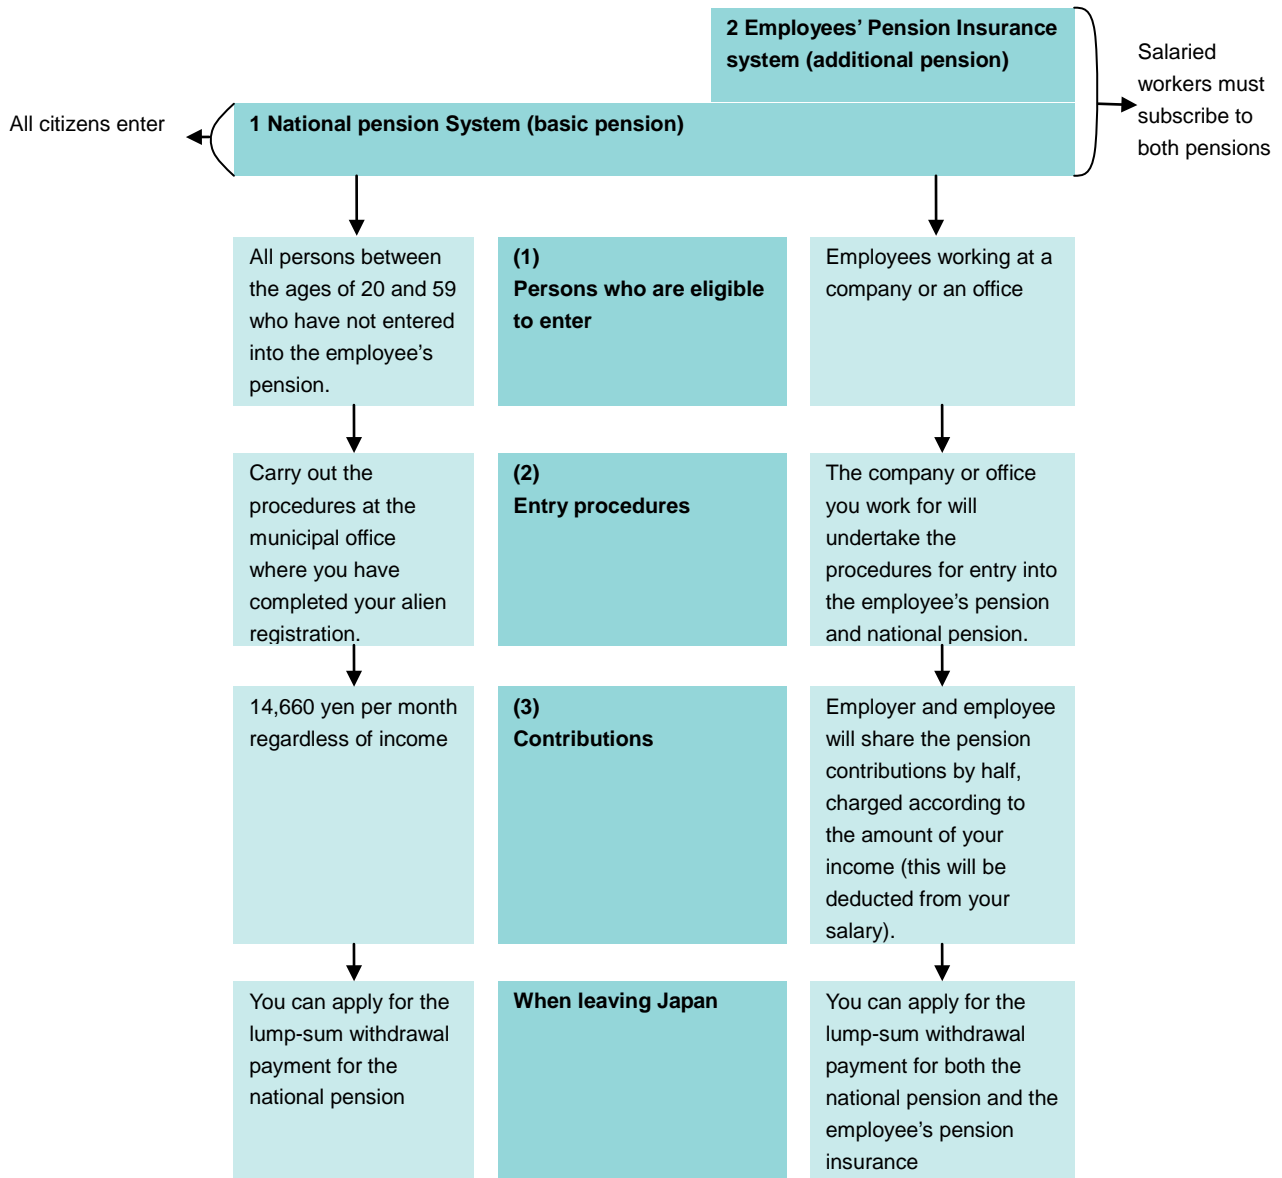 2 Employees’ Pension Insurance
system (additional pension)
Salaried
workers must
subscribe to
both pensions
All citizens enter
1 National pension System (basic pension)
All persons between
the ages of 20 and 59
who have not entered
into the employee’s
pension.
(1)
Persons who are eligible
to enter
Employees working at a
company or an office
Carry out the
procedures at the
municipal office
where you have
completed your alien
registration.
(2)
Entry procedures
The company or office
you work for will
undertake the
procedures for entry into
the employee’s pension
and national pension.
14,660 yen per month
regardless of income
(3)
Contributions
Employer and employee
will share the pension
contributions by half,
charged according to
the amount of your
income (this will be
deducted from your
salary).
You can apply for the
lump-sum withdrawal
payment for the
national pension
When leaving Japan
You can apply for the
lump-sum withdrawal
payment for both the
national pension and the
employee’s pension
insurance